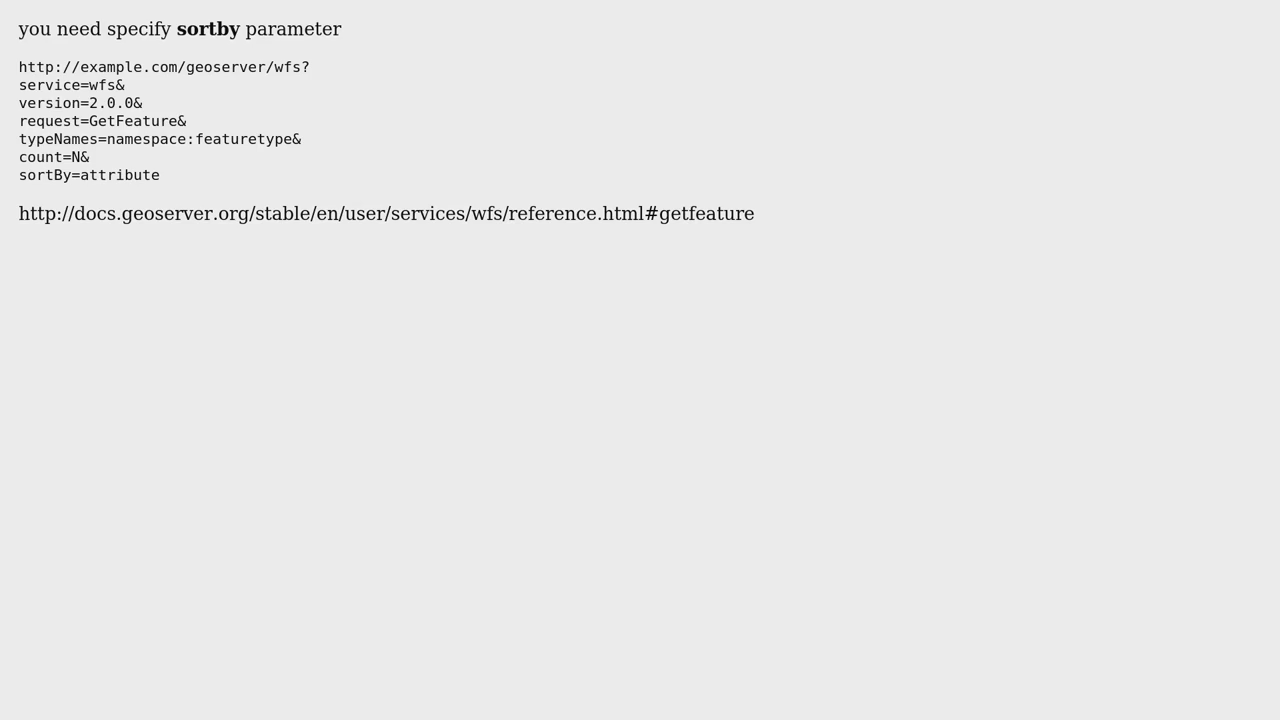 you need specify sortby parameter
http://example.com/geoserver/wfs?
service=wfs&
version=2.0.0&
request=GetFeature&
typeNames=namespace:featuretype&
count=N&
sortBy=attribute
http://docs.geoserver.org/stable/en/user/services/wfs/reference.html#getfeature